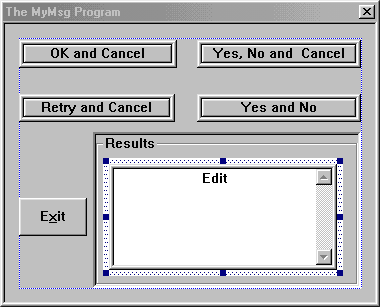 The MyMsg Program
OK and Cancel
Yes, No and  Cancel
Retry and Cancel
Yes and No
Results
Edit
Exit